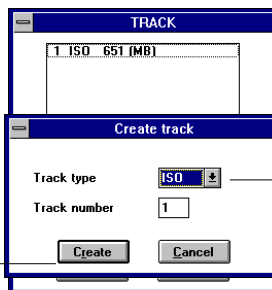 TRACK
1 ISO 651 (MB)
Create track
Track type ISO
Track number 1
Create Cancel